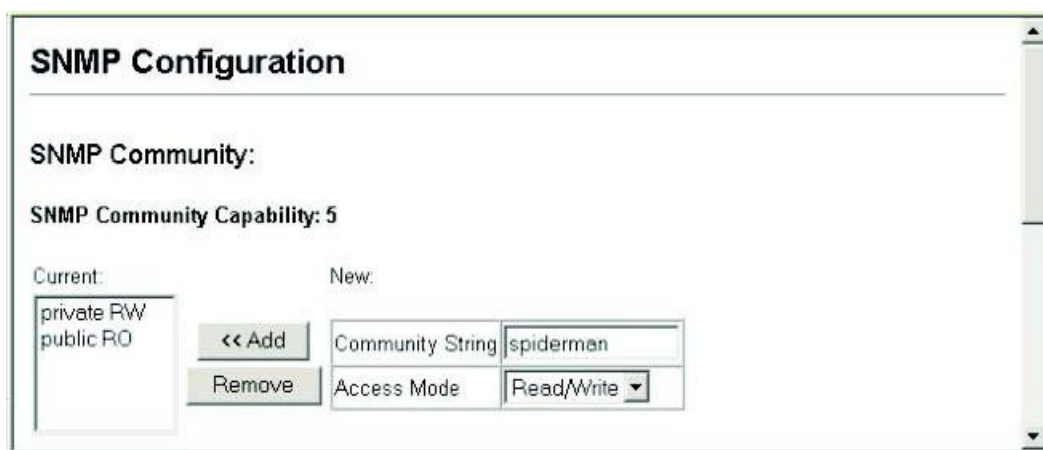 SNMP Configuration
SNMP Community:
SNMP Community Capability: 5
Current:
New:
private RW
public RO
<< Add
Remove
Community String spiderman
Access Mode Read/Write